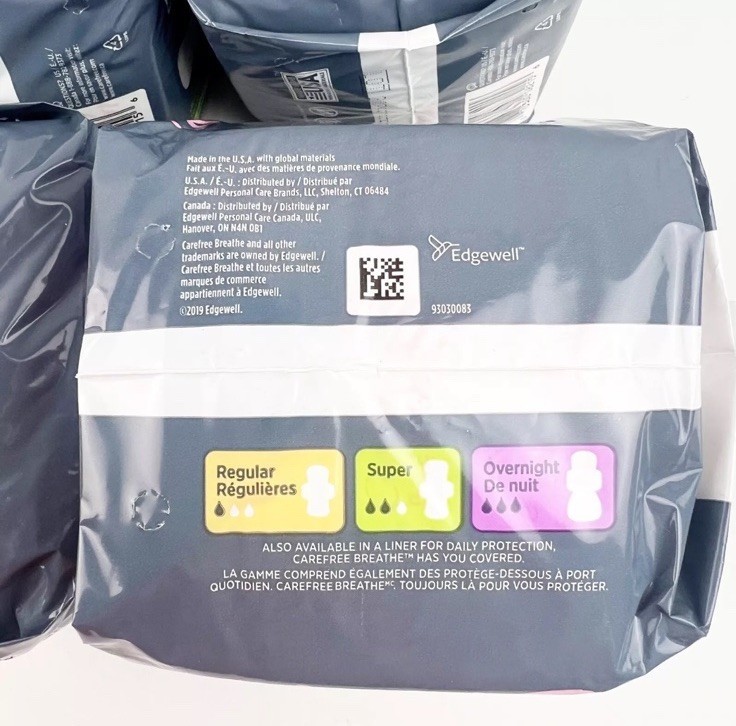 Made in the U.S.A. with global materials
Fait aux É.-U. avec des matières de provenance mondiale.
U.S.A. / É.-U. : Distributed by / Distribué par
Edgewell Personal Care Brands, LLC, Shelton, CT 06484
Canada : Distributed by / Distribué par
Edgewell Personal Care Canada, ULC,
Hanover, ON N4N 0B1
Carefree Breathe and all other
trademarks are owned by Edgewell. /
Carefree Breathe et toutes les autres
marques de commerce
appartiennent à Edgewell.
©2019 Edgewell.
Edgewell™
93030083
Regular
Régulières
Super
Overnight
De nuit
ALSO AVAILABLE IN A LINER FOR DAILY PROTECTION,
CAREFREE BREATHE™ HAS YOU COVERED.
LA GAMME COMPREND ÉGALEMENT DES PROTÈGE-DESSOUS À PORT
QUOTIDIEN. CAREFREE BREATHE™ᶜ. TOUJOURS LÀ POUR VOUS PROTÉGER.